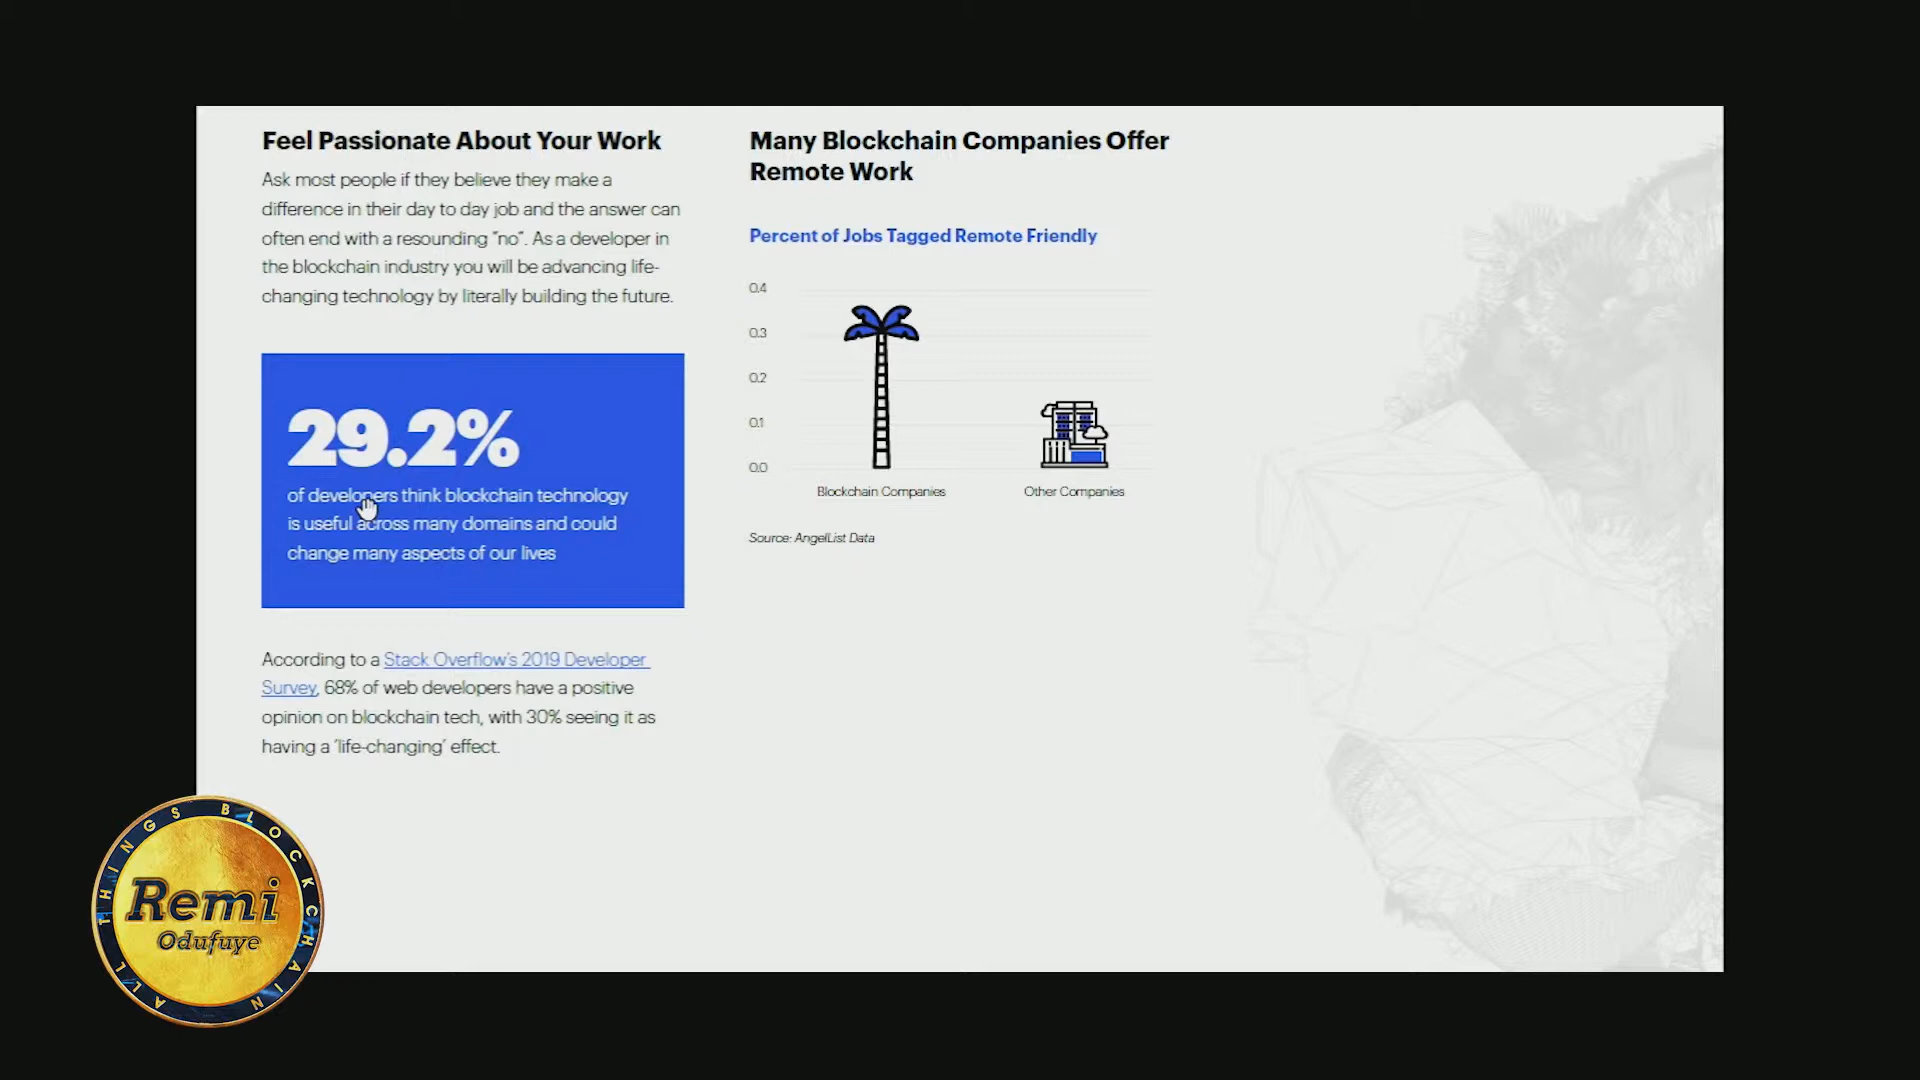 Feel Passionate About Your Work
Ask most people if they believe they make a
difference in their day to day job and the answer can
often end with a resounding "no". As a developer in
the blockchain industry you will be advancing life-
changing technology by literally building the future.
29.2%
of developers think blockchain technology
is useful across many domains and could
change many aspects of our lives
According to a Stack Overflow's 2019 Developer
Survey, 68% of web developers have a positive
opinion on blockchain tech, with 30% seeing it as
having a 'life-changing' effect.
Many Blockchain Companies Offer
Remote Work
Percent of Jobs Tagged Remote Friendly
0.4
0.3
0.2
0.1
0.0
Blockchain Companies
Other Companies
Source: AngelList Data
ALL THINGS BLOCKCHAIN
Remi
Odufuye